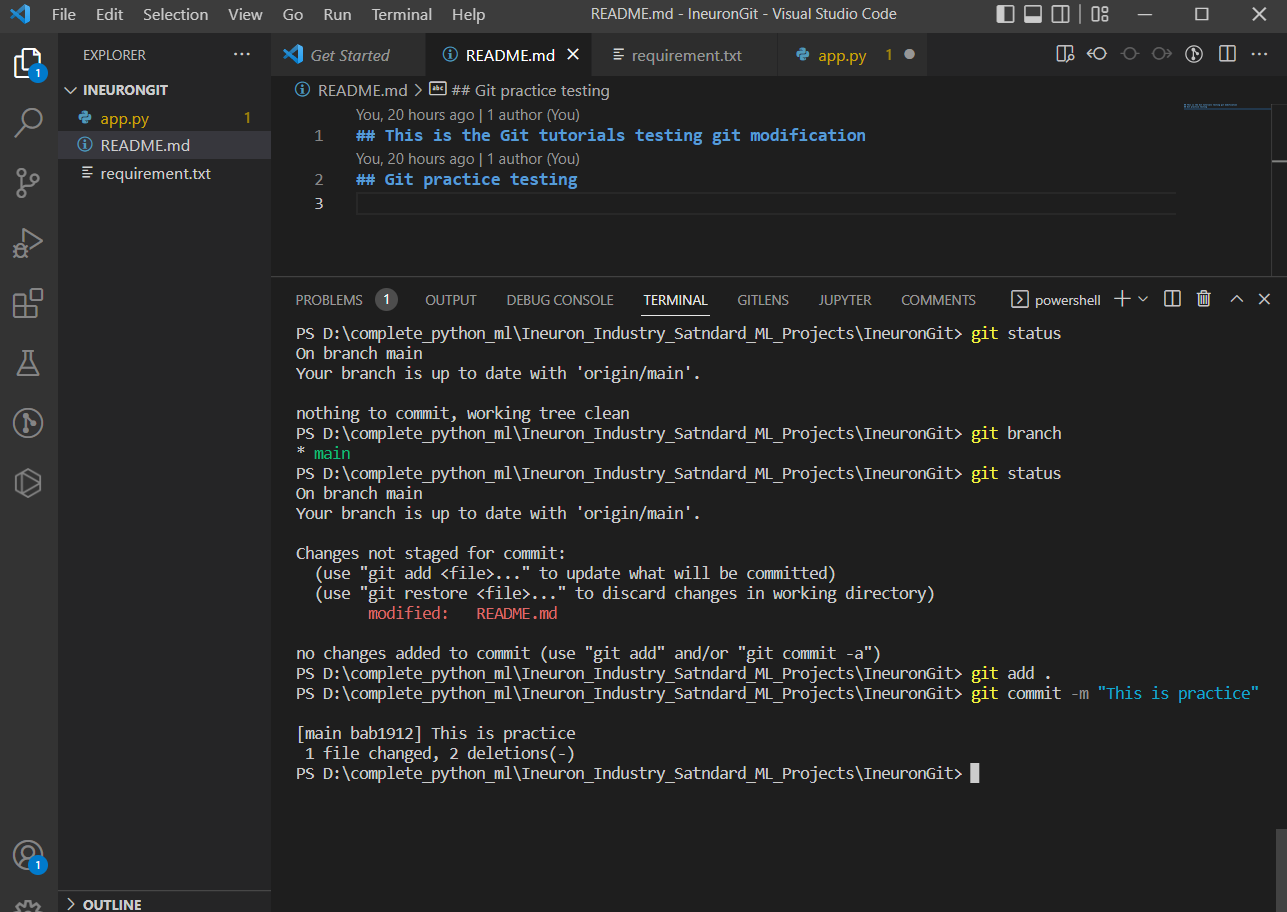 File Edit Selection View Go Run Terminal Help README.md - IneuronGit - Visual Studio Code
1
EXPLORER
Get Started
README.md
requirement.txt
app.py 1
INEURONGIT
app.py 1
README.md
requirement.txt
README.md > ## Git practice testing
You, 20 hours ago | 1 author (You)
1 ## This is the Git tutorials testing git modification
You, 20 hours ago | 1 author (You)
2 ## Git practice testing
3
PROBLEMS 1 OUTPUT DEBUG CONSOLE TERMINAL GITLENS JUPYTER COMMENTS powershell
PS D:\complete_python_ml\Ineuron_Industry_Satndard_ML_Projects\IneuronGit> git status
On branch main
Your branch is up to date with 'origin/main'.
nothing to commit, working tree clean
PS D:\complete_python_ml\Ineuron_Industry_Satndard_ML_Projects\IneuronGit> git branch
* main
PS D:\complete_python_ml\Ineuron_Industry_Satndard_ML_Projects\IneuronGit> git status
On branch main
Your branch is up to date with 'origin/main'.
Changes not staged for commit:
(use "git add <file>..." to update what will be committed)
(use "git restore <file>..." to discard changes in working directory)
modified: README.md
no changes added to commit (use "git add" and/or "git commit -a")
PS D:\complete_python_ml\Ineuron_Industry_Satndard_ML_Projects\IneuronGit> git add .
PS D:\complete_python_ml\Ineuron_Industry_Satndard_ML_Projects\IneuronGit> git commit -m "This is practice"
[main bab1912] This is practice
1 file changed, 2 deletions(-)
PS D:\complete_python_ml\Ineuron_Industry_Satndard_ML_Projects\IneuronGit>
1
OUTLINE